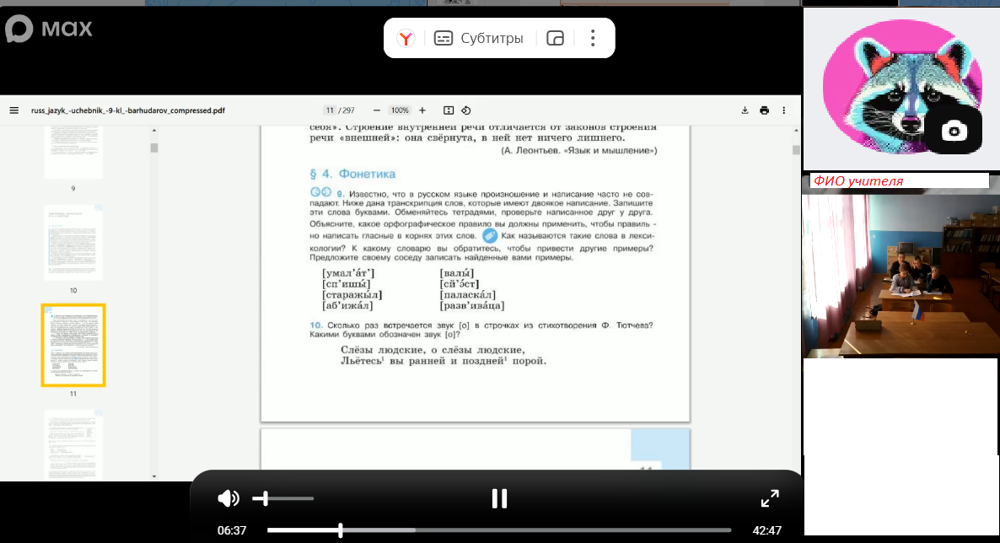 мах
Субтитры
russ_jazyk_-uchebnik_-9-kl_-barhudarov_compressed.pdf
11 / 297
100%
9
10
11
себя». Строение внутренней речи отличается от законов строения
речи «внешней»: она свёрнута, в ней нет ничего лишнего.
(А. Леонтьев. «Язык и мышление»)
§ 4. Фонетика
9. Известно, что в русском языке произношение и написание часто не сов-
падают. Ниже дана транскрипция слов, которые имеют двоякое написание. Запишите
эти слова буквами. Обменяйтесь тетрадями, проверьте написанное друг у друга.
Объясните, какое орфографическое правило вы должны применить, чтобы правиль -
но написать гласные в корнях этих слов. Как называются такие слова в лекси-
кологии? К какому словарю вы обратитесь, чтобы привести другие примеры?
Предложите своему соседу записать найденные вами примеры.
[умал’а́т’] [валы́]
[сп’ишы́] [сй’э́ст]
[старажы́л] [паласка́л]
[аб’ижа́л] [разв’ива́ца]
10. Сколько раз встречается звук [о] в строчках из стихотворения Ф. Тютчева?
Какими буквами обозначен звук [о]?
Слёзы людские, о слёзы людские,
Льётесь¹ вы ранней и поздней¹ порой.
ФИО учителя
06:37
42:47